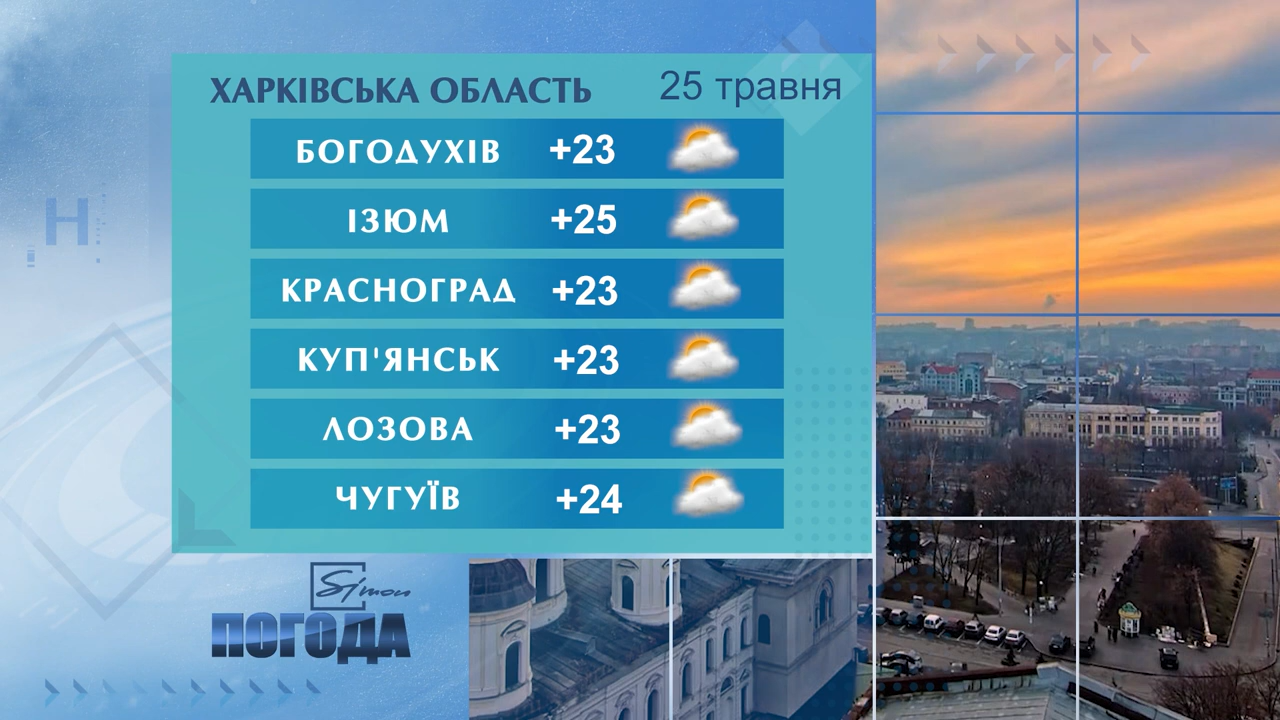 ХАРКІВСЬКА ОБЛАСТЬ 25 травня
БОГОДУХІВ +23
ІЗЮМ +25
КРАСНОГРАД +23
КУП'ЯНСЬК +23
ЛОЗОВА +23
ЧУГУЇВ +24
Н
Simon
ПОГОДА